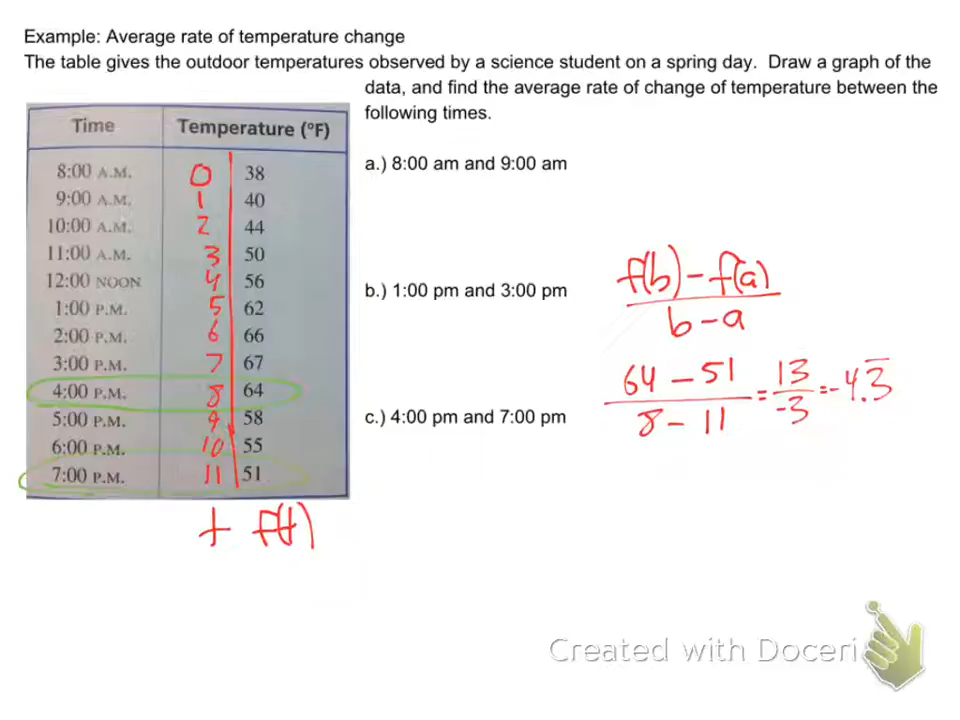 Example: Average rate of temperature change
The table gives the outdoor temperatures observed by a science student on a spring day. Draw a graph of the
data, and find the average rate of change of temperature between the
following times.
Time Temperature (°F)
8:00 A.M. 0 38
9:00 A.M. 1 40
10:00 A.M. 2 44
11:00 A.M. 3 50
12:00 NOON 4 56
1:00 P.M. 5 62
2:00 P.M. 6 66
3:00 P.M. 7 67
4:00 P.M. 8 64
5:00 P.M. 9 58
6:00 P.M. 10 55
7:00 P.M. 11 51
t f(t)
a.) 8:00 am and 9:00 am
b.) 1:00 pm and 3:00 pm
f(b) - f(a)
b - a
c.) 4:00 pm and 7:00 pm
64 - 51 = 13 = -4.3̅
8 - 11 -3
Created with Doceri